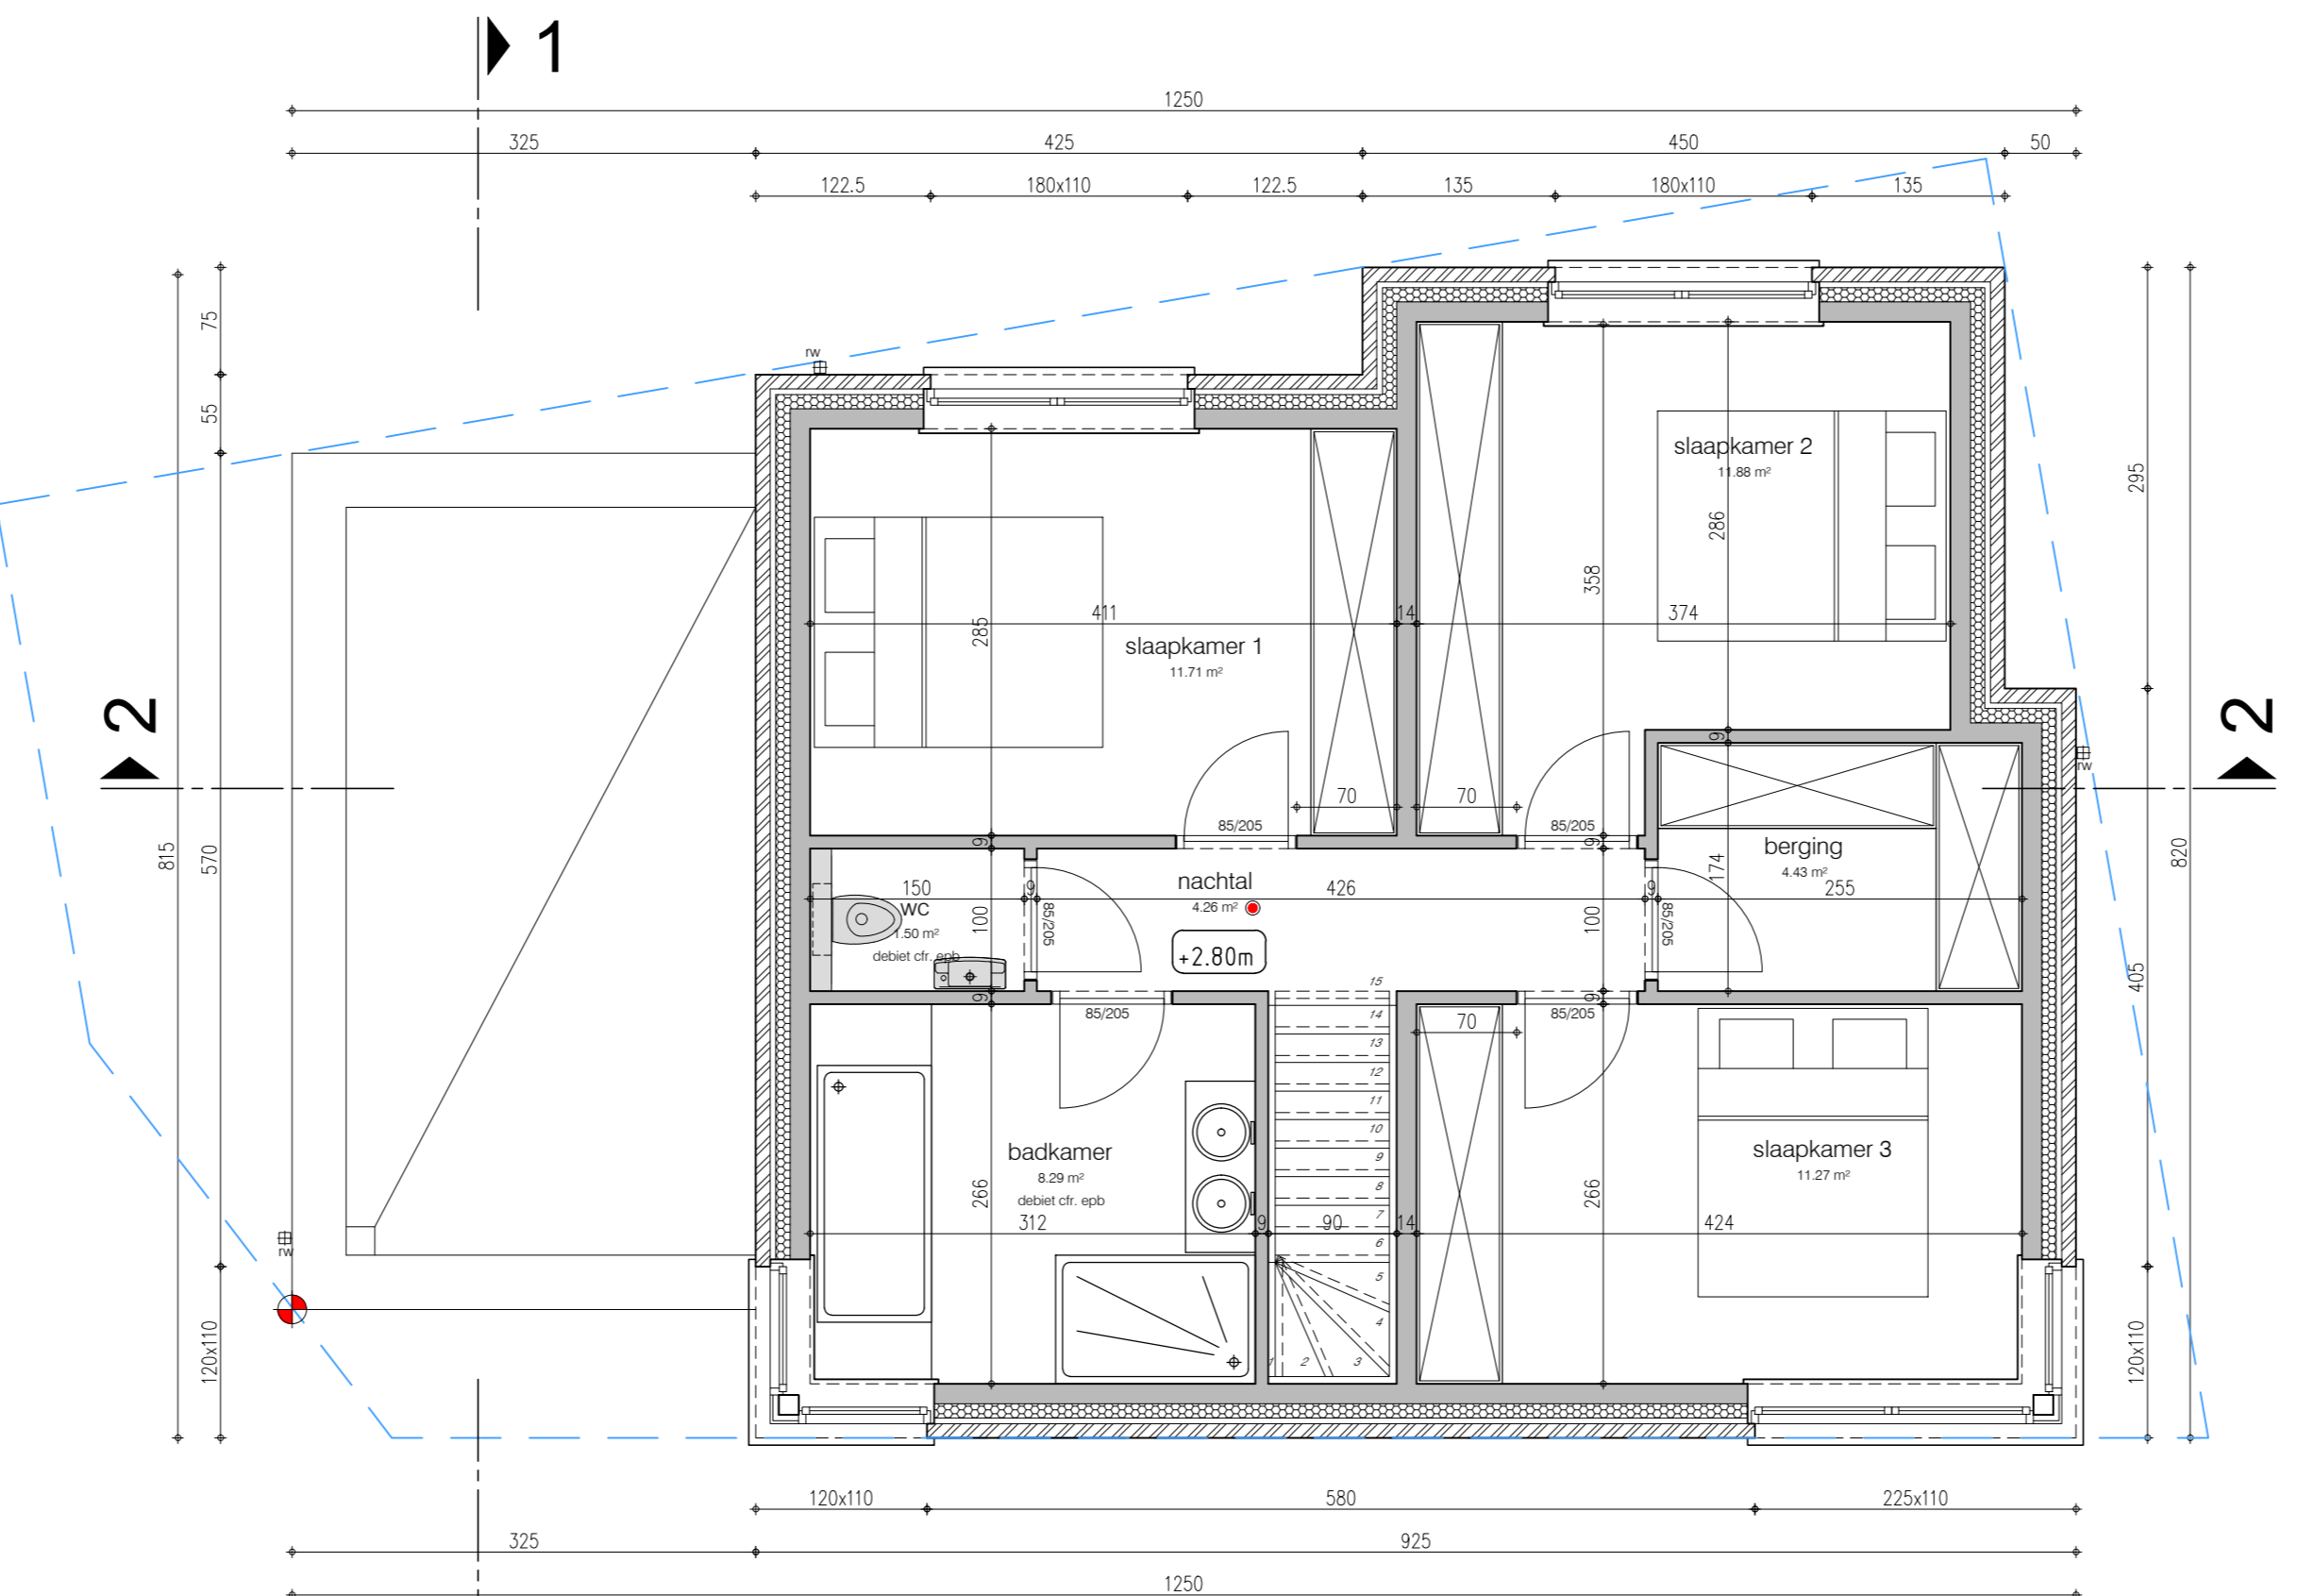 1
1250
325
425
450
50
122.5
180x110
122.5
135
180x110
135
75
55
570
815
120x110
295
405
820
120x110
2
2
rw
rw
rw
slaapkamer 1
11.71 m²
411
14
285
slaapkamer 2
11.88 m²
374
286
358
9
70
70
85/205
85/205
9
9
150
9
426
9
255
WC
1.50 m²
debiet cfr. epb
100
85/205
nachtal
4.26 m²
+2.80m
100
85/205
berging
4.43 m²
174
9
9
85/205
85/205
70
15
14
13
12
11
10
9
8
7
6
5
4
3
2
1
badkamer
8.29 m²
debiet cfr. epb
266
312
9
90
14
slaapkamer 3
11.27 m²
266
424
120x110
580
225x110
325
925
1250